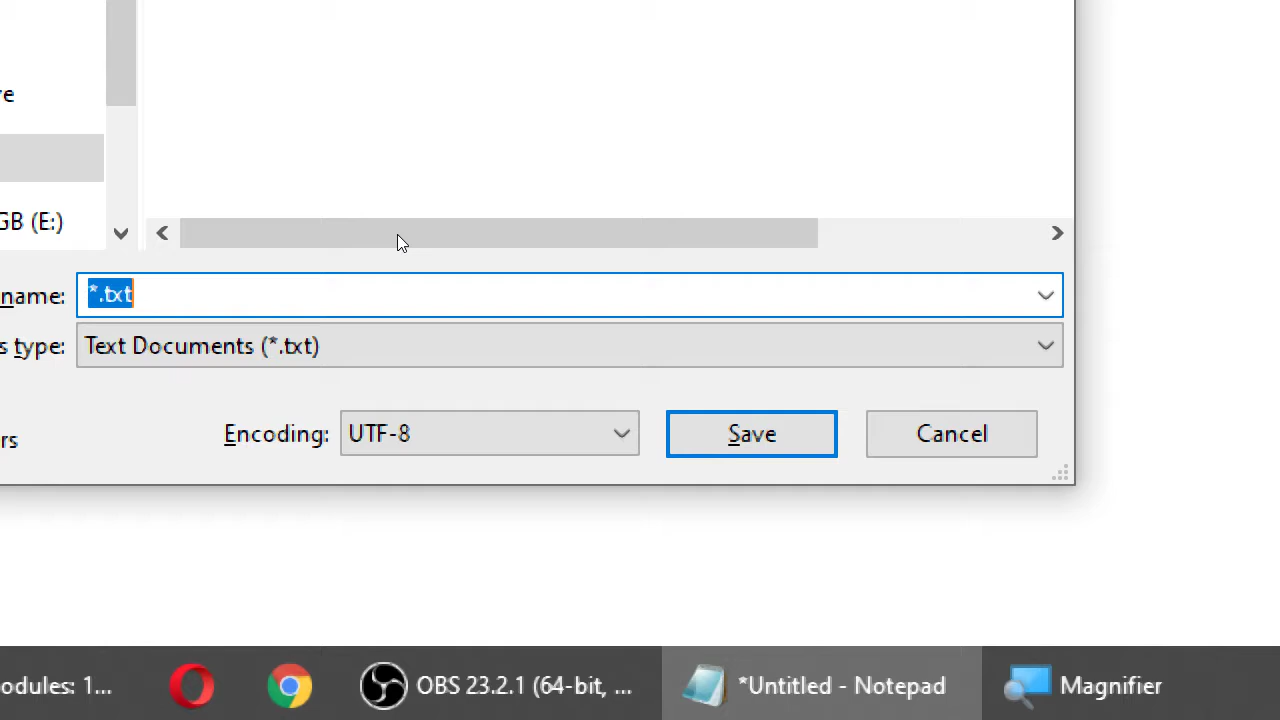 re
GB (E:)
name: *.txt
s type: Text Documents (*.txt)
rs Encoding: UTF-8 Save Cancel
odules: 1... OBS 23.2.1 (64-bit, ... *Untitled - Notepad Magnifier